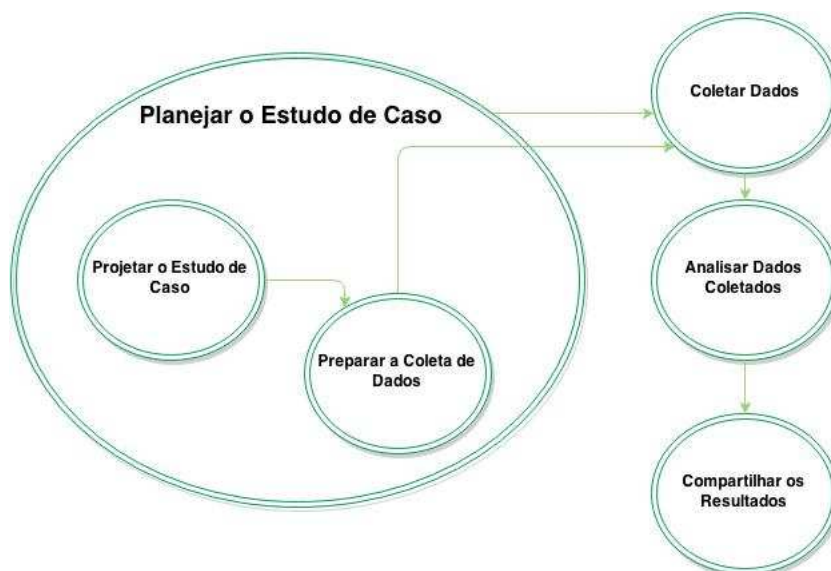 Planejar o Estudo de Caso
Projetar o Estudo de
Caso
Preparar a Coleta de
Dados
Coletar Dados
Analisar Dados
Coletados
Compartilhar os
Resultados